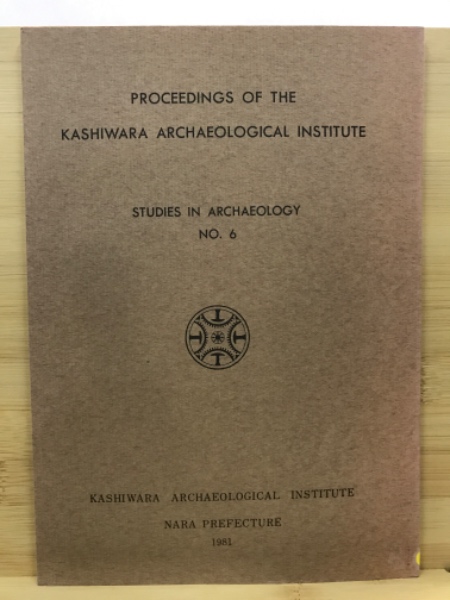 PROCEEDINGS OF THE
KASHIWARA ARCHAEOLOGICAL INSTITUTE
STUDIES IN ARCHAEOLOGY
NO. 6
KASHIWARA ARCHAEOLOGICAL INSTITUTE
NARA PREFECTURE
1981